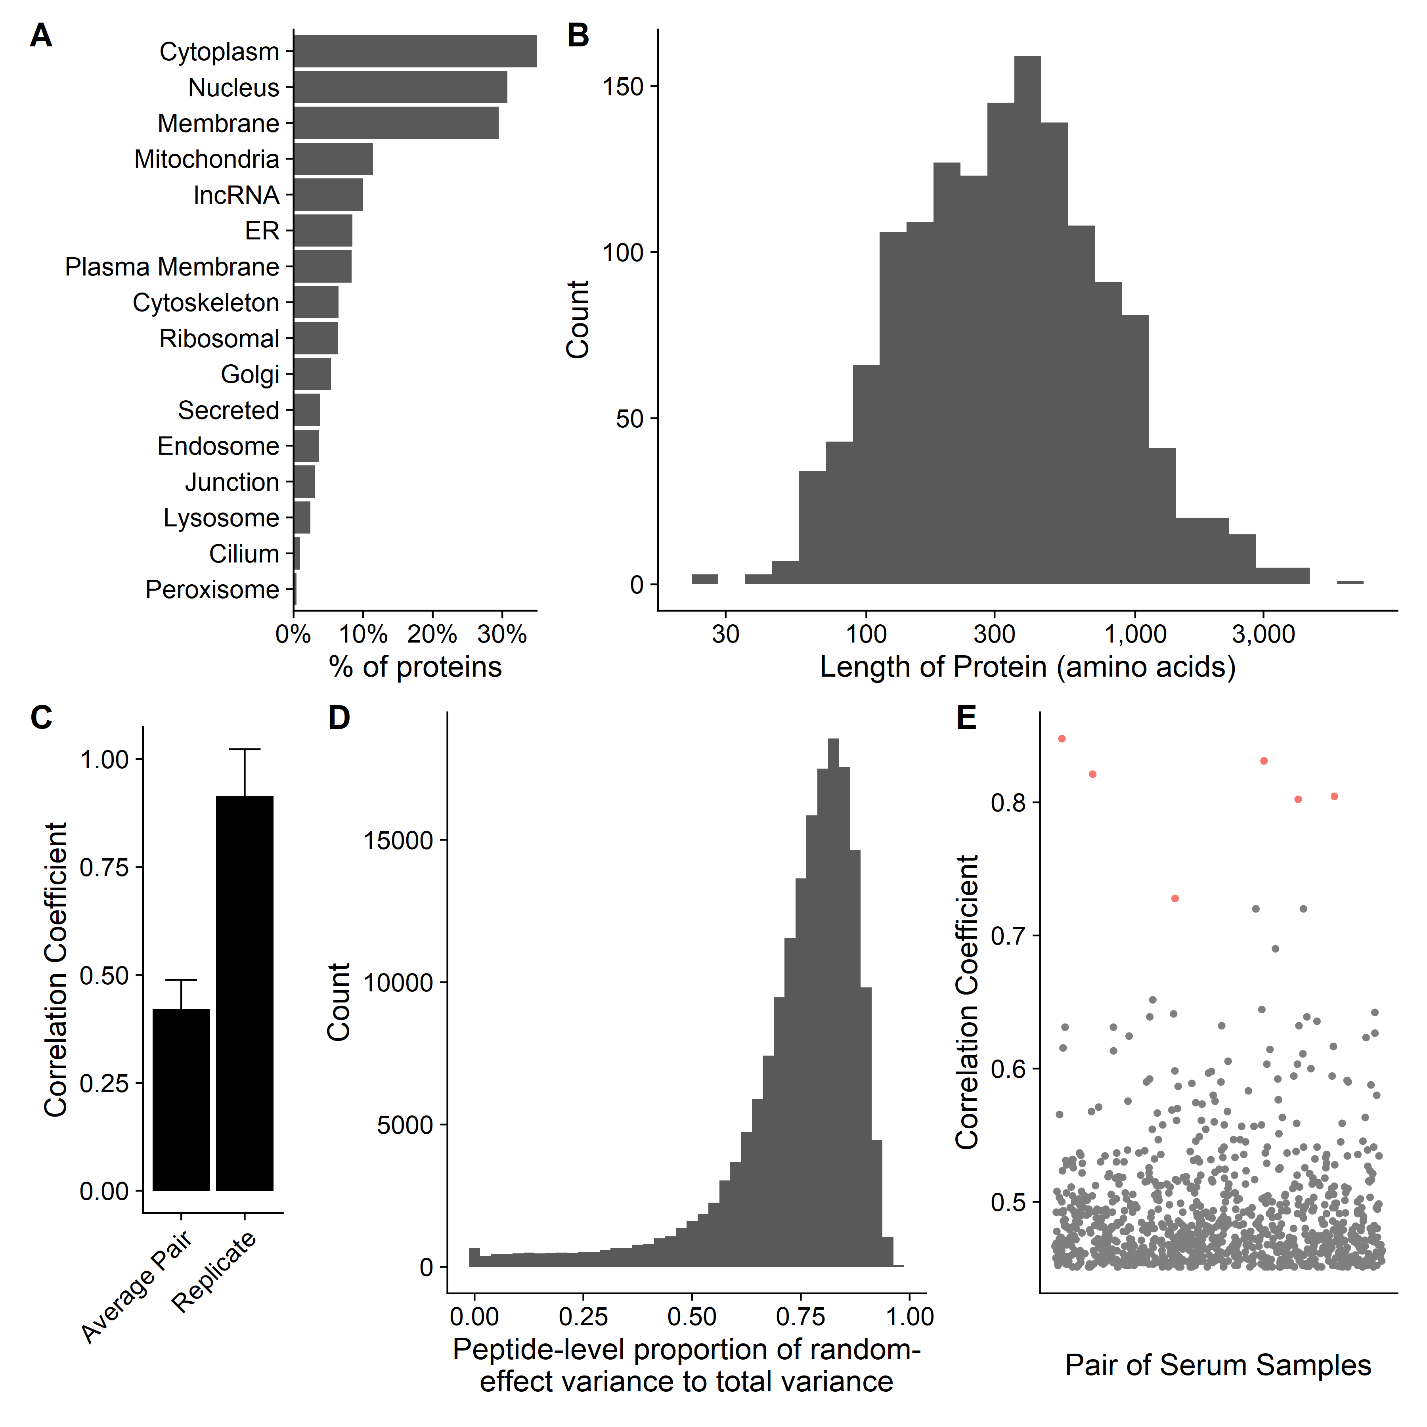 A
Cytoplasm
Nucleus
Membrane
Mitochondria
lncRNA
ER
Plasma Membrane
Cytoskeleton
Ribosomal
Golgi
Secreted
Endosome
Junction
Lysosome
Cilium
Peroxisome
0% 10% 20% 30%
% of proteins
B
150
100
50
0
Count
30 100 300 1,000 3,000
Length of Protein (amino acids)
C
1.00
0.75
0.50
0.25
0.00
Correlation Coefficient
Average Pair
Replicate
D
15000
10000
5000
0
Count
0.00 0.25 0.50 0.75 1.00
Peptide-level proportion of random-
effect variance to total variance
E
0.8
0.7
0.6
0.5
Correlation Coefficient
Pair of Serum Samples